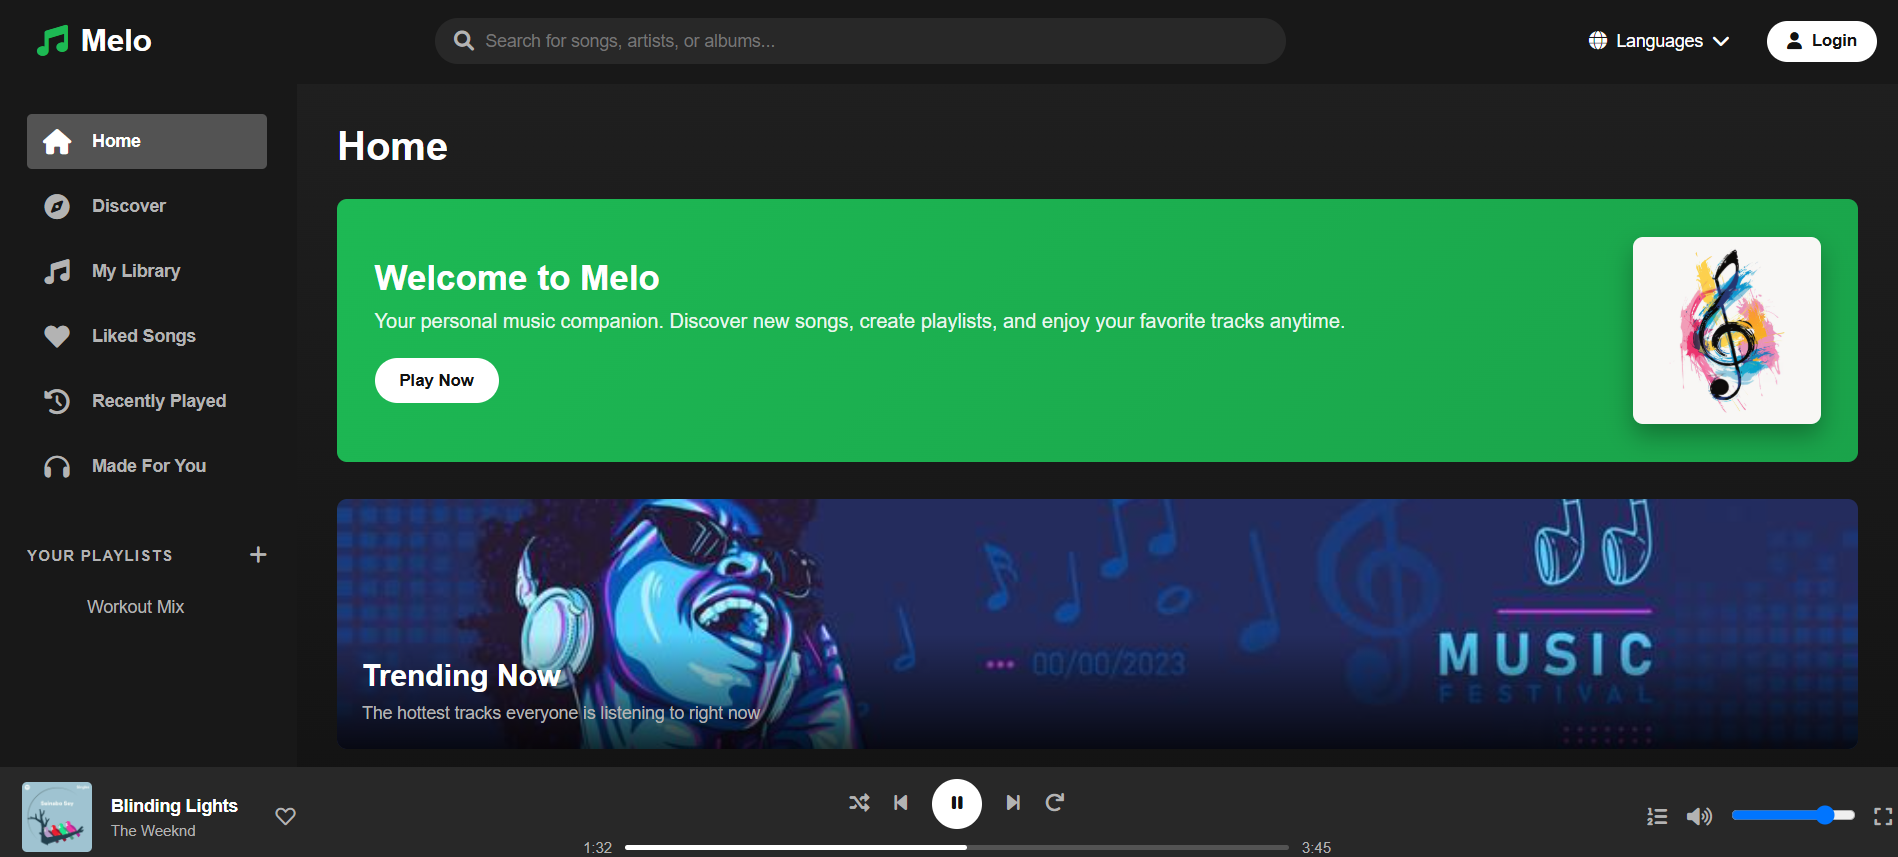 Melo
Search for songs, artists, or albums...
Languages
Login
Home
Discover
My Library
Liked Songs
Recently Played
Made For You
YOUR PLAYLISTS
Workout Mix
Home
Welcome to Melo
Your personal music companion. Discover new songs, create playlists, and enjoy your favorite tracks anytime.
Play Now
00/00/2023
MUSIC
FESTIVAL
Trending Now
The hottest tracks everyone is listening to right now
Blinding Lights
The Weeknd
1:32
3:45